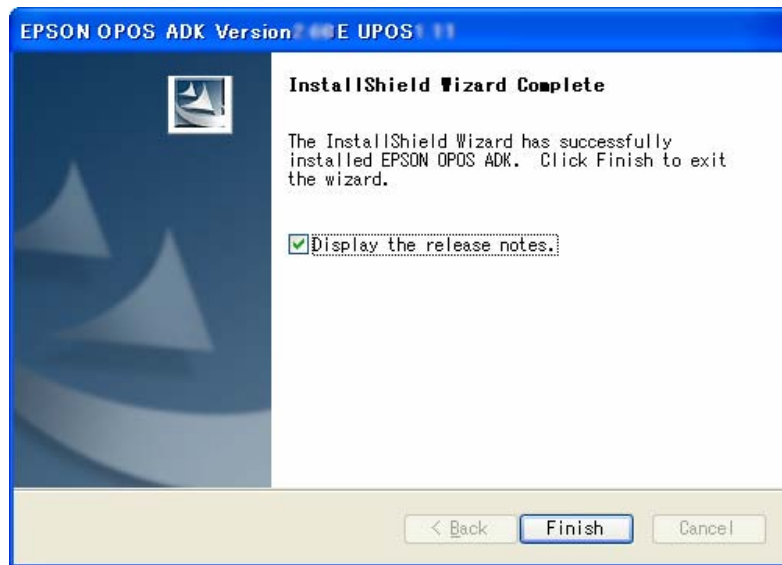 EPSON OPOS ADK Version E UPOS
InstallShield Wizard Complete
The InstallShield Wizard has successfully
installed EPSON OPOS ADK. Click Finish to exit
the wizard.
Display the release notes.
< Back
Finish
Cancel